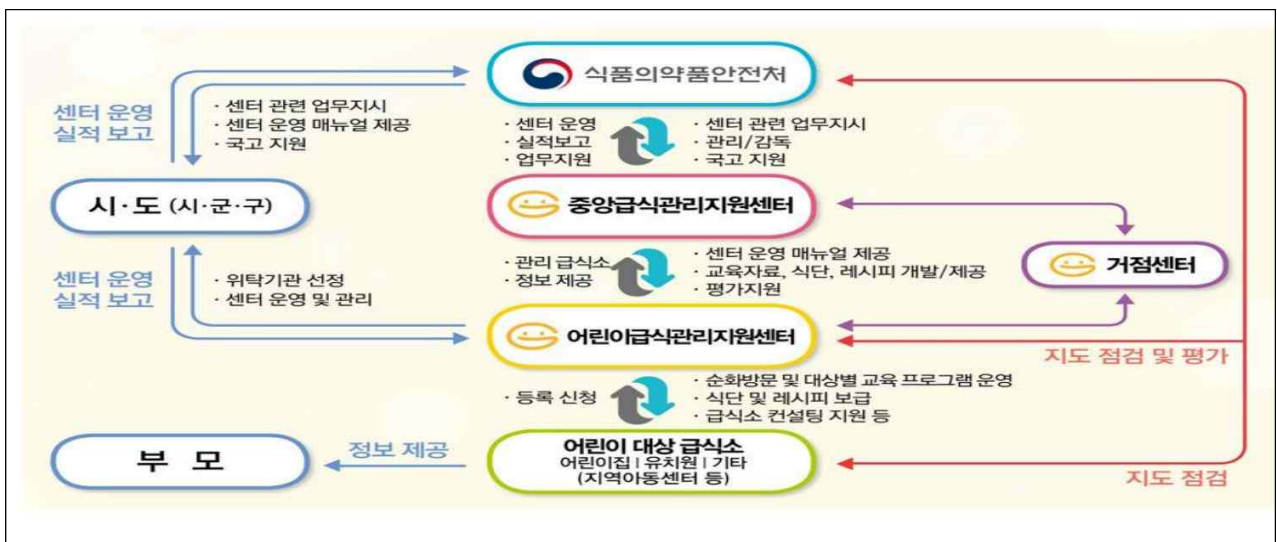 식품의약품안전처
센터 운영
실적 보고
· 센터 관련 업무지시
· 센터 운영 매뉴얼 제공
· 국고 지원
· 센터 운영
· 실적보고
· 업무지원
· 센터 관련 업무지시
· 관리/감독
· 국고 지원
시·도 (시·군·구)
중앙급식관리지원센터
센터 운영
실적 보고
· 위탁기관 선정
· 센터 운영 및 관리
· 관리 급식소
· 정보 제공
· 센터 운영 매뉴얼 제공
· 교육자료, 식단, 레시피 개발/제공
· 평가지원
거점센터
어린이급식관리지원센터
지도 점검 및 평가
· 등록 신청
· 순화방문 및 대상별 교육 프로그램 운영
· 식단 및 레시피 보급
· 급식소 컨설팅 지원 등
부 모
정보 제공
어린이 대상 급식소
어린이집 | 유치원 | 기타
(지역아동센터 등)
지도 점검